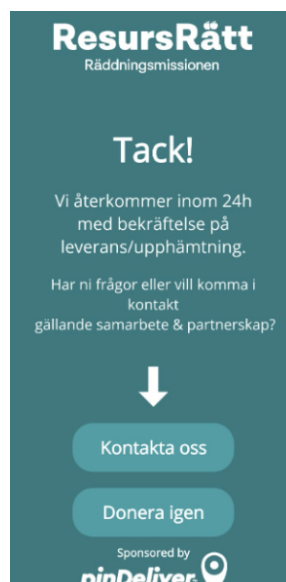 ResursRätt
Räddningsmissionen
Tack!
Vi återkommer inom 24h
med bekräftelse på
leverans/upphämtning.
Har ni frågor eller vill komma i
kontakt
gällande samarbete & partnerskap?
Kontakta oss
Donera igen
Sponsored by
pinDeliver